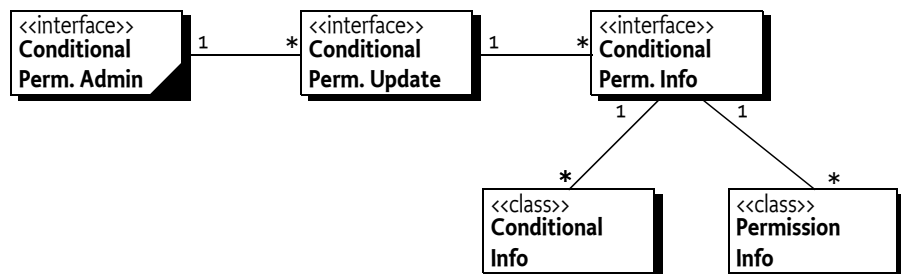 <<interface>>
Conditional
Perm. Admin
1
*
<<interface>>
Conditional
Perm. Update
1
*
<<interface>>
Conditional
Perm. Info
1
1
*
*
<<class>>
Conditional
Info
<<class>>
Permission
Info